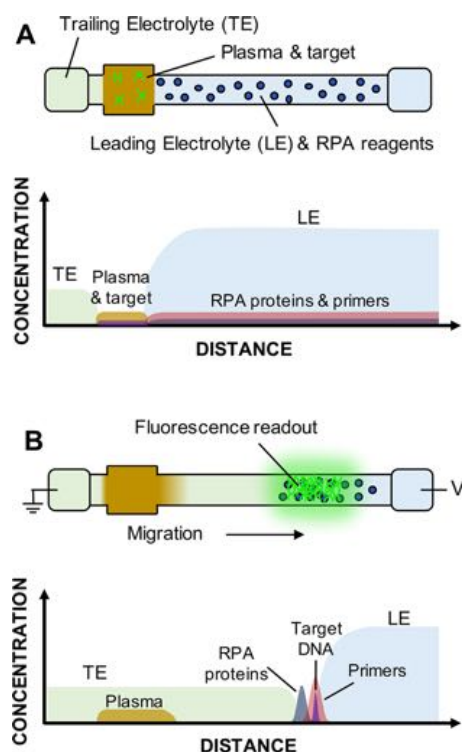 A
Trailing Electrolyte (TE)
Plasma & target
Leading Electrolyte (LE) & RPA reagents
CONCENTRATION
TE
Plasma
& target
LE
RPA proteins & primers
DISTANCE
B
Fluorescence readout
V
Migration
CONCENTRATION
TE
Plasma
RPA
proteins
Target
DNA
Primers
LE
DISTANCE